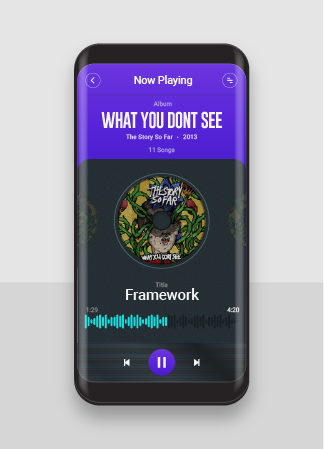 Now Playing
Album
WHAT YOU DONT SEE
The Story So Far - 2013
11 Songs
THE STORY
SO FAR
WHAT YOU DONT SEE
Title
Framework
1:29 4:20